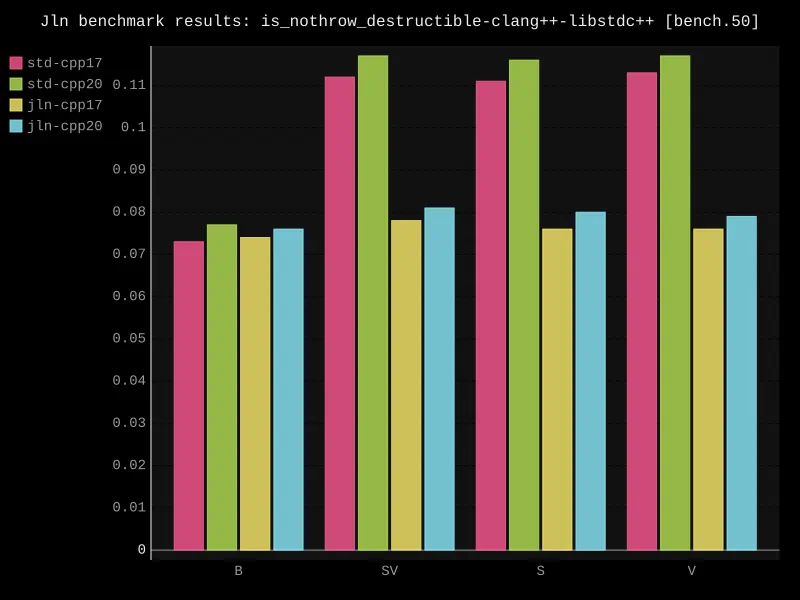 Jln benchmark results: is_nothrow_destructible-clang++-libstdc++ [bench.50]
std-cpp17
std-cpp20
jln-cpp17
jln-cpp20
0.11
0.1
0.09
0.08
0.07
0.06
0.05
0.04
0.03
0.02
0.01
0
B SV S V